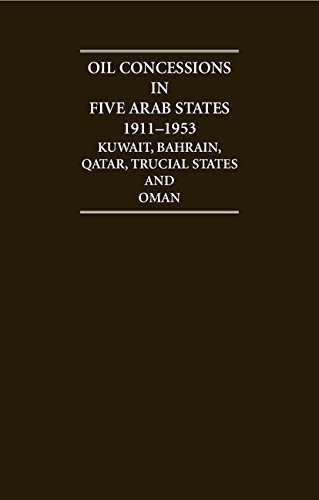 OIL CONCESSIONS
IN
FIVE ARAB STATES
1911–1953
KUWAIT, BAHRAIN,
QATAR, TRUCIAL STATES
AND
OMAN